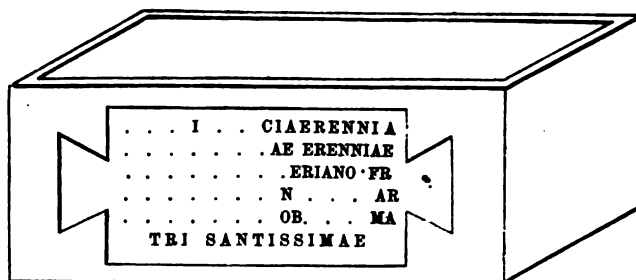 . . . I . . CIAERENNIA
. . . . . . . AE ERENNIAE
. . . . . . . . ERIANO·FR
. . . . . . . . N . . . AR
. . . . . . . . OB. . . . MA
TRI SANTISSIMAE